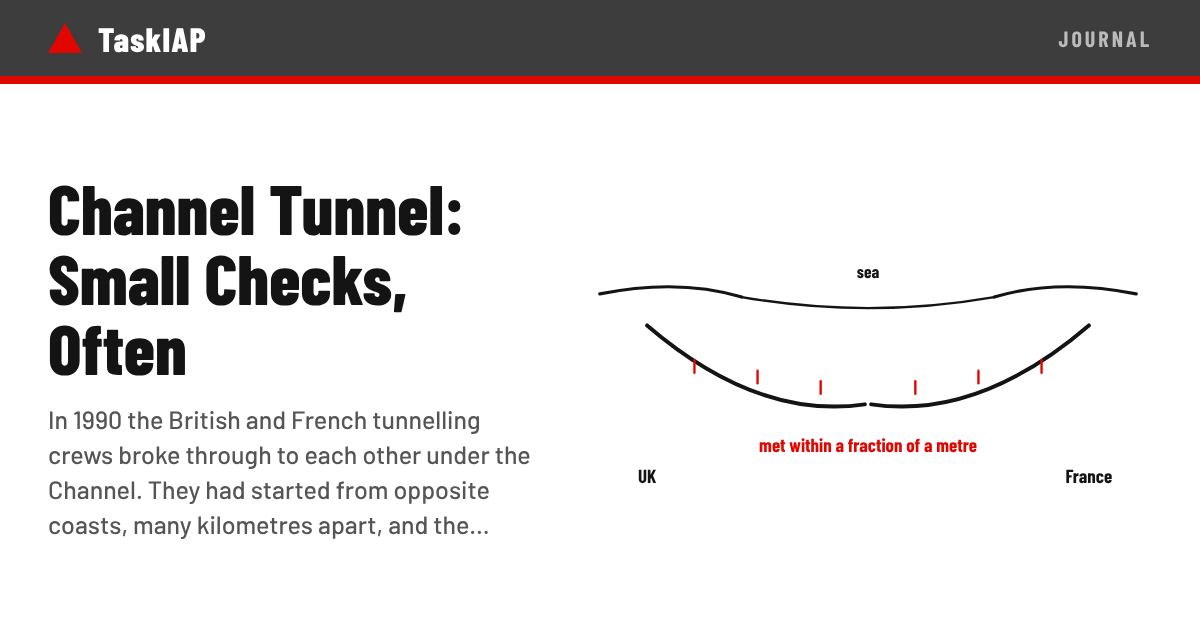 TaskIAP
JOURNAL
Channel Tunnel:
Small Checks,
Often
In 1990 the British and French tunnelling
crews broke through to each other under the
Channel. They had started from opposite
coasts, many kilometres apart, and the...
sea
met within a fraction of a metre
UK
France